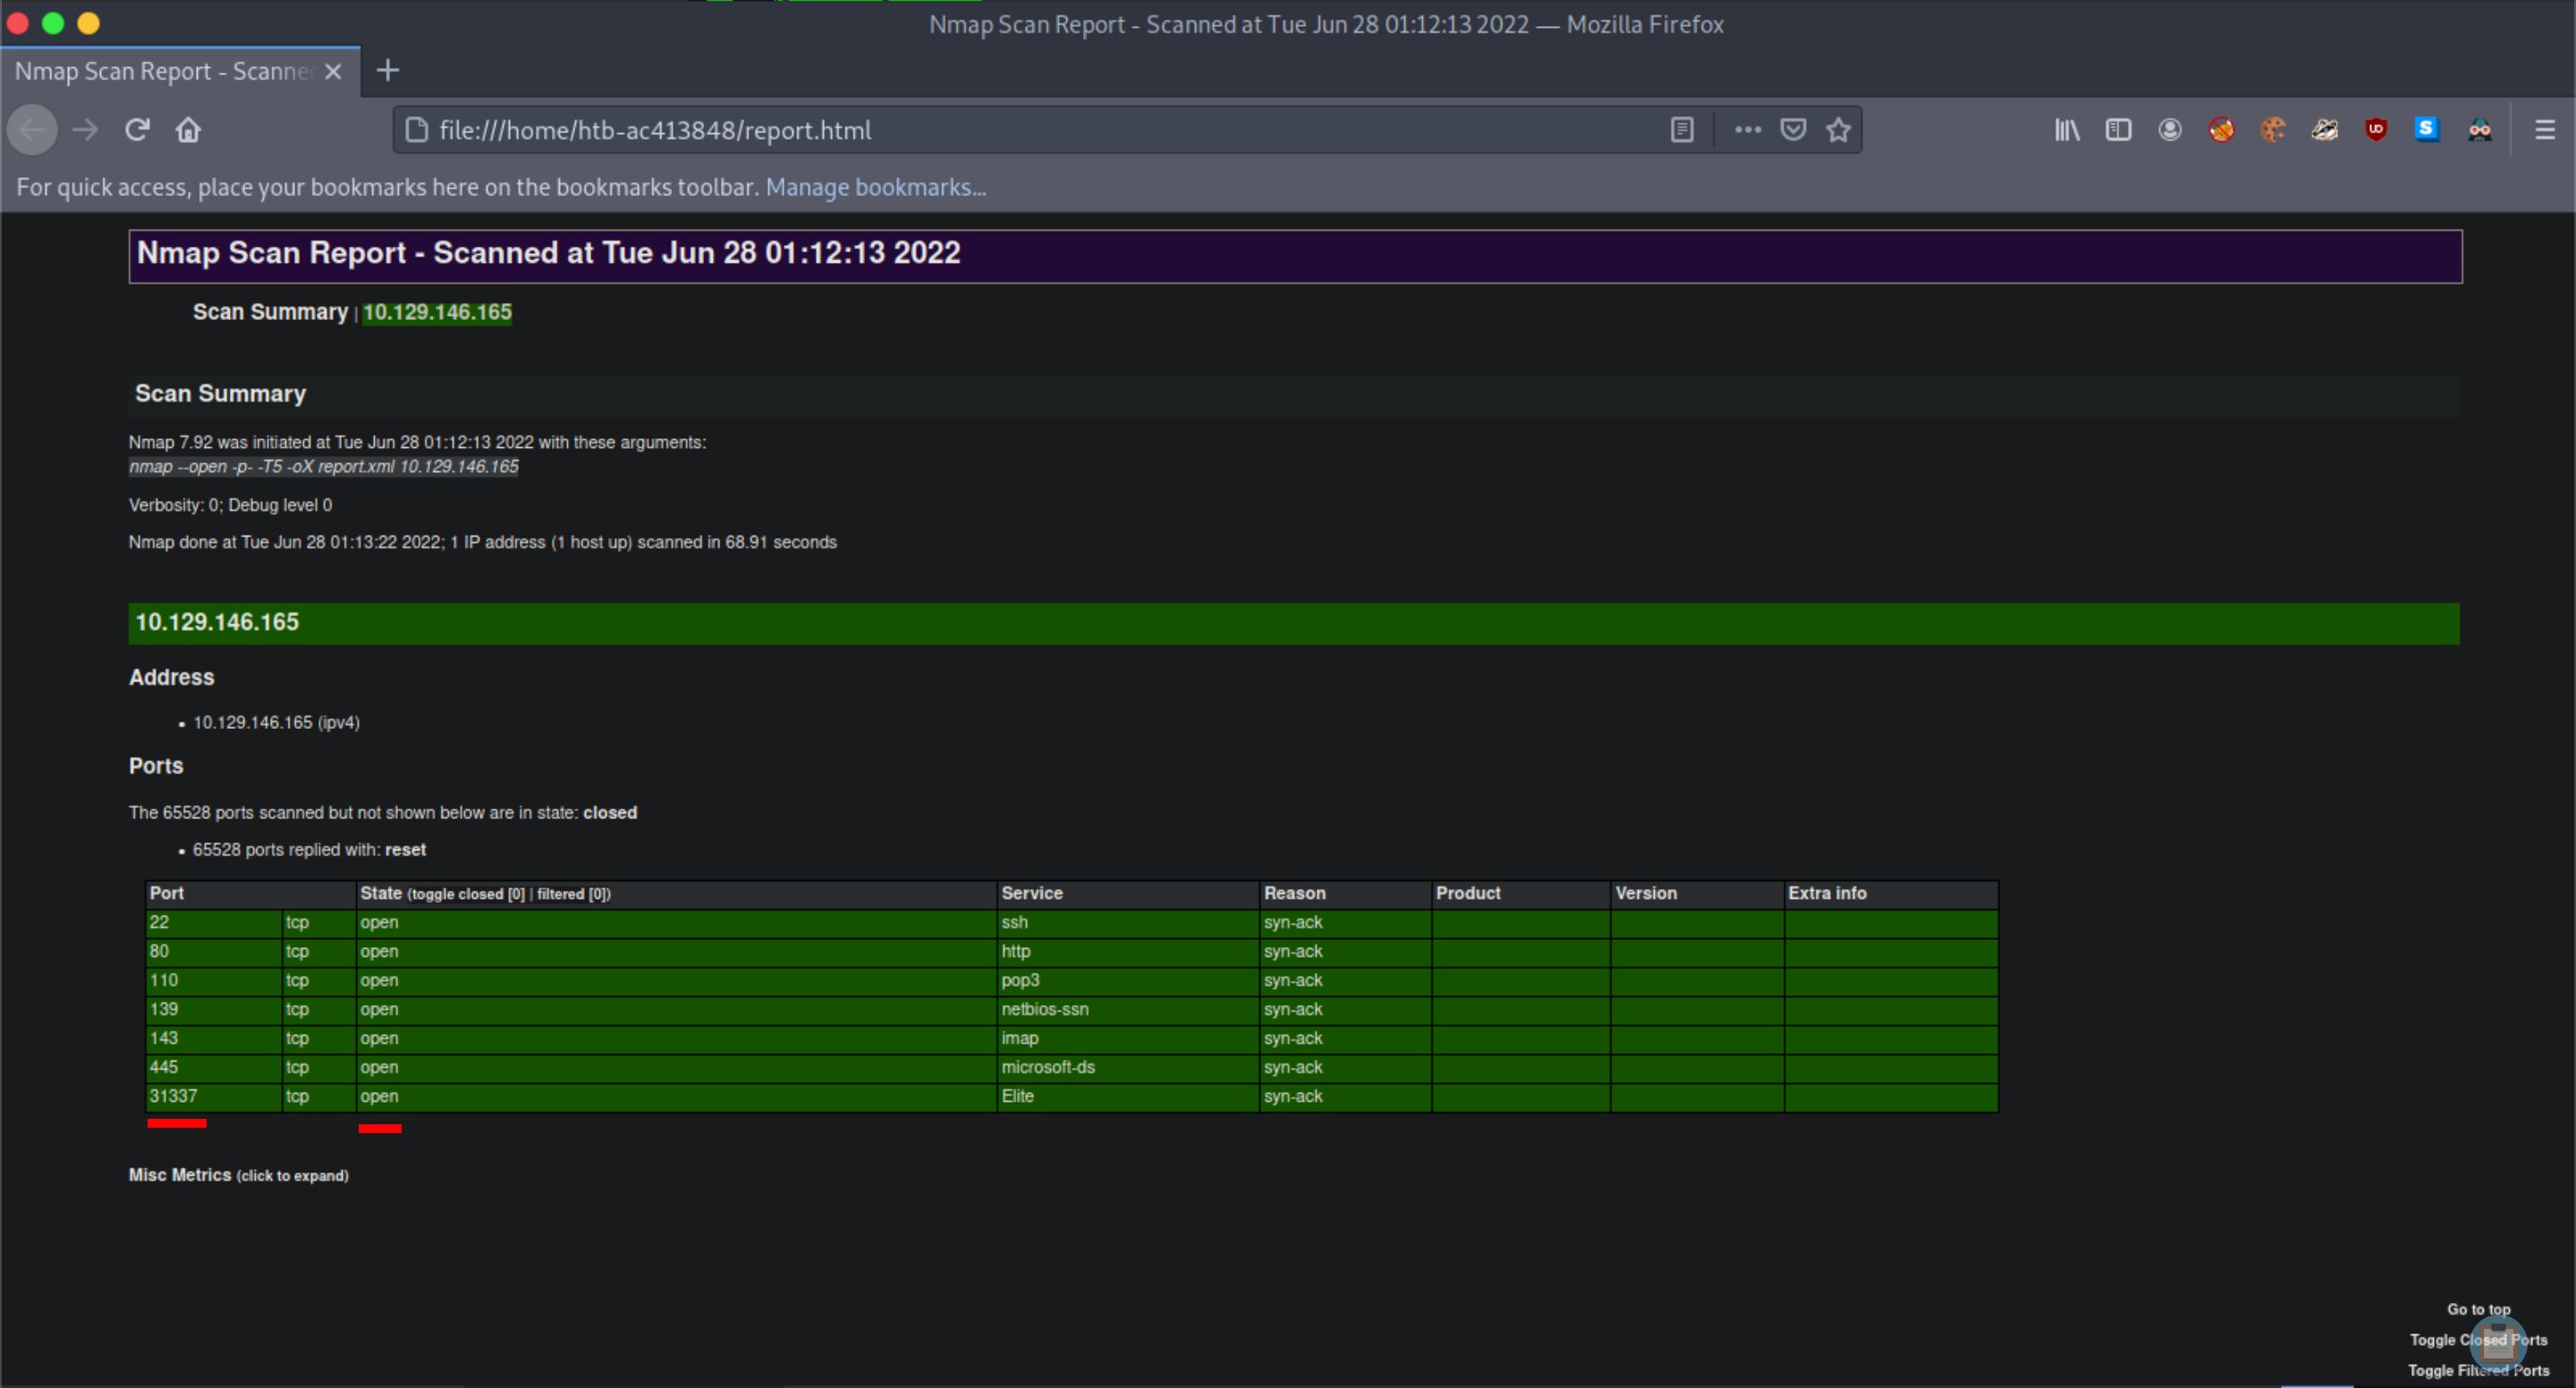 Nmap Scan Report - Scanned at Tue Jun 28 01:12:13 2022 — Mozilla Firefox
Nmap Scan Report - Scanne
file:///home/htb-ac413848/report.html
For quick access, place your bookmarks here on the bookmarks toolbar. Manage bookmarks...
Nmap Scan Report - Scanned at Tue Jun 28 01:12:13 2022
Scan Summary | 10.129.146.165
Scan Summary
Nmap 7.92 was initiated at Tue Jun 28 01:12:13 2022 with these arguments:
nmap --open -p- -T5 -oX report.xml 10.129.146.165
Verbosity: 0; Debug level 0
Nmap done at Tue Jun 28 01:13:22 2022; 1 IP address (1 host up) scanned in 68.91 seconds
10.129.146.165
Address
• 10.129.146.165 (ipv4)
Ports
The 65528 ports scanned but not shown below are in state: closed
• 65528 ports replied with: reset
Port State (toggle closed [0] | filtered [0]) Service Reason Product Version Extra info
22 tcp open ssh syn-ack
80 tcp open http syn-ack
110 tcp open pop3 syn-ack
139 tcp open netbios-ssn syn-ack
143 tcp open imap syn-ack
445 tcp open microsoft-ds syn-ack
31337 tcp open Elite syn-ack
Misc Metrics (click to expand)
Go to top
Toggle Closed Ports
Toggle Filtered Ports